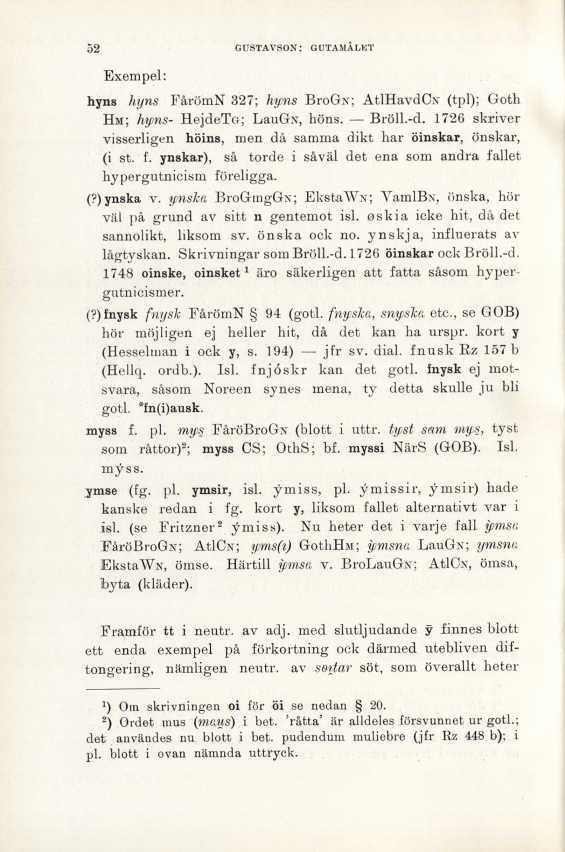 52 GUSTAVSON: GUTAMÅLET
Exempel:
hyns hyns FårömN 327; hyns BroGN; AtlHavdCN (tpl); Goth
HM; hyns- HejdeTG; LauGN, höns. — Bröll.-d. 1726 skriver
visserligen höins, men då samma dikt har öinskar, önskar,
(i st. f. ynskar), så torde i såväl det ena som andra fallet
hypergutnicism föreligga.
(?) ynska v. ynska BroGmgGN; EkstaWN; VamlBN, önska, hör
väl på grund av sitt n gentemot isl. øskia icke hit, då det
sannolikt, liksom sv. önska ock no. ynskja, influerats av
lågtyskan. Skrivningar som Bröll.-d. 1726 öinskar ock Bröll.-d.
1748 oinske, oinsket¹ äro säkerligen att fatta såsom hyper-
gutnicismer.
(?) fnysk fnysk FårömN § 94 (gotl. fnyska, snyska etc., se GOB)
hör möjligen ej heller hit, då det kan ha urspr. kort y
(Hesselman i ock y, s. 194) — jfr sv. dial. fnusk Rz 157 b
(Hellq. ordb.). Isl. fnjóskr kan det gotl. fnysk ej mot-
svara, såsom Noreen synes mena, ty detta skulle ju bli
gotl. *fn(i)ausk.
myss f. pl. mys FåröBroGN (blott i uttr. tyst sam mys, tyst
som råttor)²; myss CS; OthS; bf. myssi NärS (GOB). Isl.
mýss.
ymse (fg. pl. ymsir, isl. ýmiss, pl. ýmissir, ýmsir) hade
kanske redan i fg. kort y, liksom fallet alternativt var i
isl. (se Fritzner² ýmiss). Nu heter det i varje fall ymsa
FåröBroGN; AtlCN; yms(ı) GothHM; ymsna LauGN; ymsna
EkstaWN, ömse. Härtill ymsa v. BroLauGN; AtlCN, ömsa,
byta (kläder).
Framför tt i neutr. av adj. med slutljudande ȳ finnes blott
ett enda exempel på förkortning ock därmed utebliven dif-
tongering, nämligen neutr. av søi̯tar söt, som överallt heter
¹) Om skrivningen oi för öi se nedan § 20.
²) Ordet mus (mau̯s) i bet. 'råtta' är alldeles försvunnet ur gotl.;
det användes nu blott i bet. pudendum muliebre (jfr Rz 448 b); i
pl. blott i ovan nämnda uttryck.